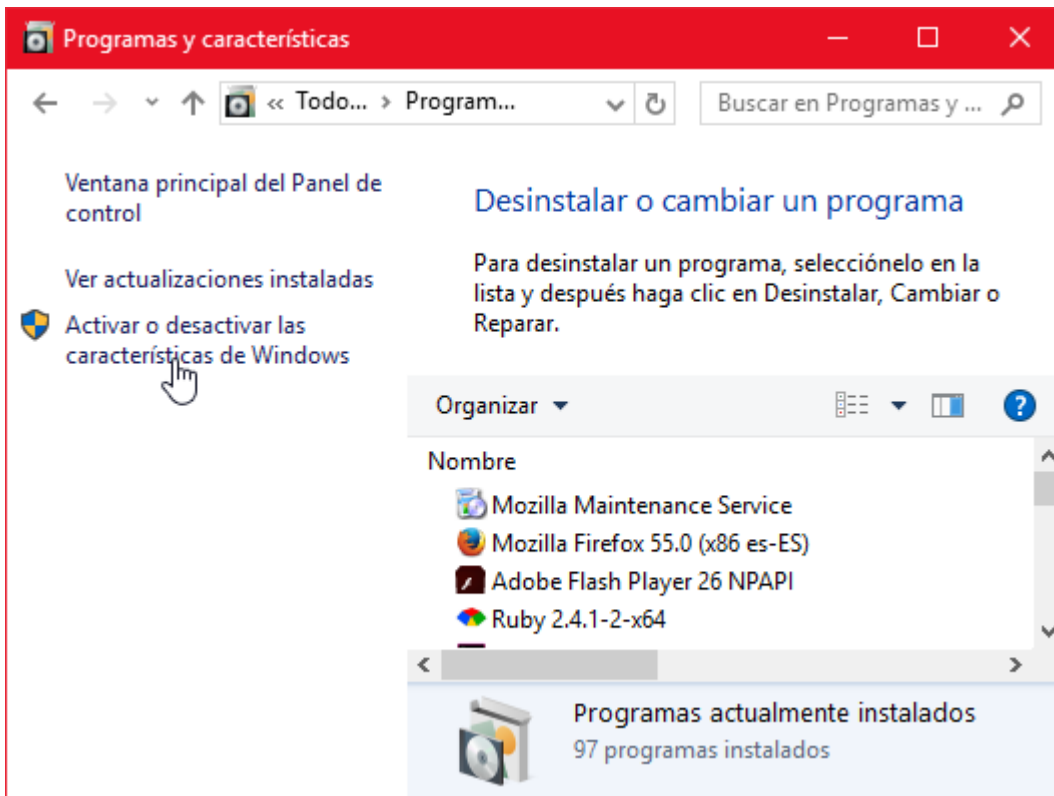 Programas y características
« Todo... > Program...
Buscar en Programas y ...
Ventana principal del Panel de
control
Ver actualizaciones instaladas
Activar o desactivar las
características de Windows
Desinstalar o cambiar un programa
Para desinstalar un programa, selecciónelo en la
lista y después haga clic en Desinstalar, Cambiar o
Reparar.
Organizar
Nombre
Mozilla Maintenance Service
Mozilla Firefox 55.0 (x86 es-ES)
Adobe Flash Player 26 NPAPI
Ruby 2.4.1-2-x64
Programas actualmente instalados
97 programas instalados